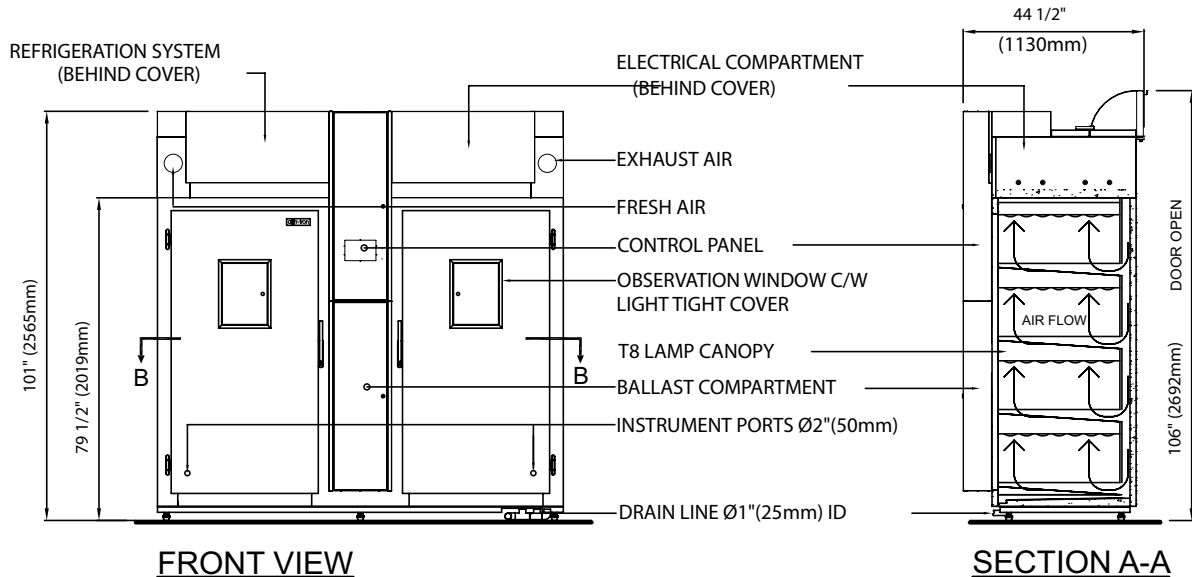 44 1/2"
(1130mm)
REFRIGERATION SYSTEM
(BEHIND COVER)
ELECTRICAL COMPARTMENT
(BEHIND COVER)
EXHAUST AIR
FRESH AIR
CONTROL PANEL
OBSERVATION WINDOW C/W
LIGHT TIGHT COVER
T8 LAMP CANOPY
BALLAST COMPARTMENT
INSTRUMENT PORTS Ø2"(50mm)
DRAIN LINE Ø1"(25mm) ID
101" (2565mm)
79 1/2" (2019mm)
B
B
AIR FLOW
DOOR OPEN
106" (2692mm)
FRONT VIEW
SECTION A-A